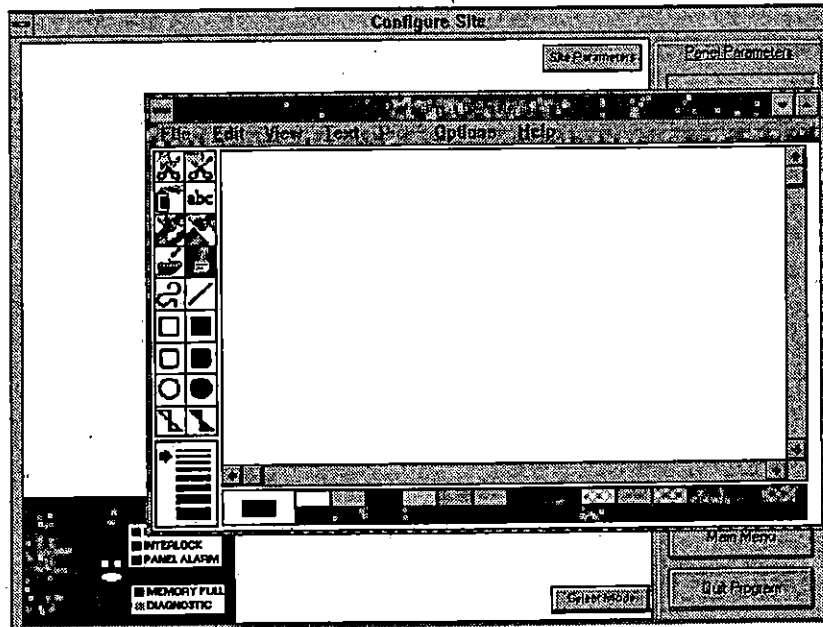 Configure Site
Site Parameters
Panel Parameters
File Edit View Text Options Help
abc
INTERLOCK
PANEL ALARM
MEMORY FULL
DIAGNOSTIC
Main Menu
Quit Program